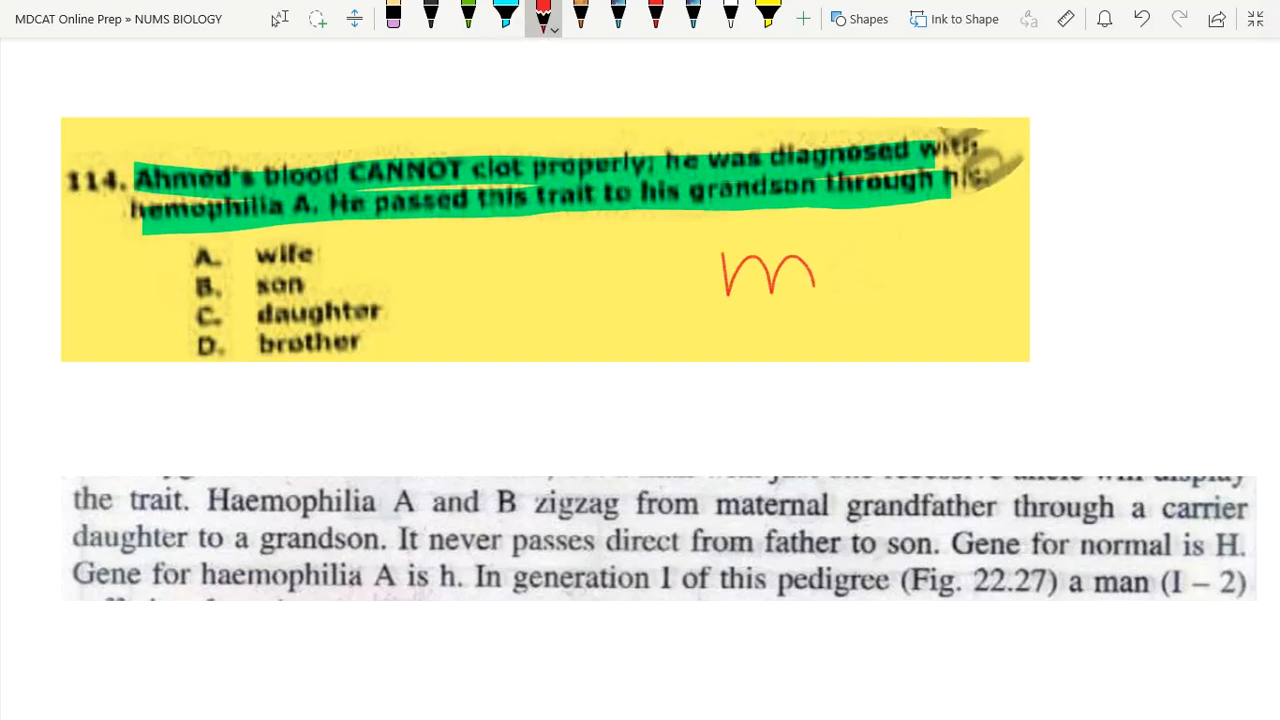 MDCAT Online Prep » NUMS BIOLOGY
Shapes
Ink to Shape
114. Ahmed's blood CANNOT clot properly; he was diagnosed with
hemophilia A. He passed this trait to his grandson through his
A. wife
B. son
C. daughter
D. brother
m
the trait. Haemophilia A and B zigzag from maternal grandfather through a carrier
daughter to a grandson. It never passes direct from father to son. Gene for normal is H.
Gene for haemophilia A is h. In generation I of this pedigree (Fig. 22.27) a man (I – 2)